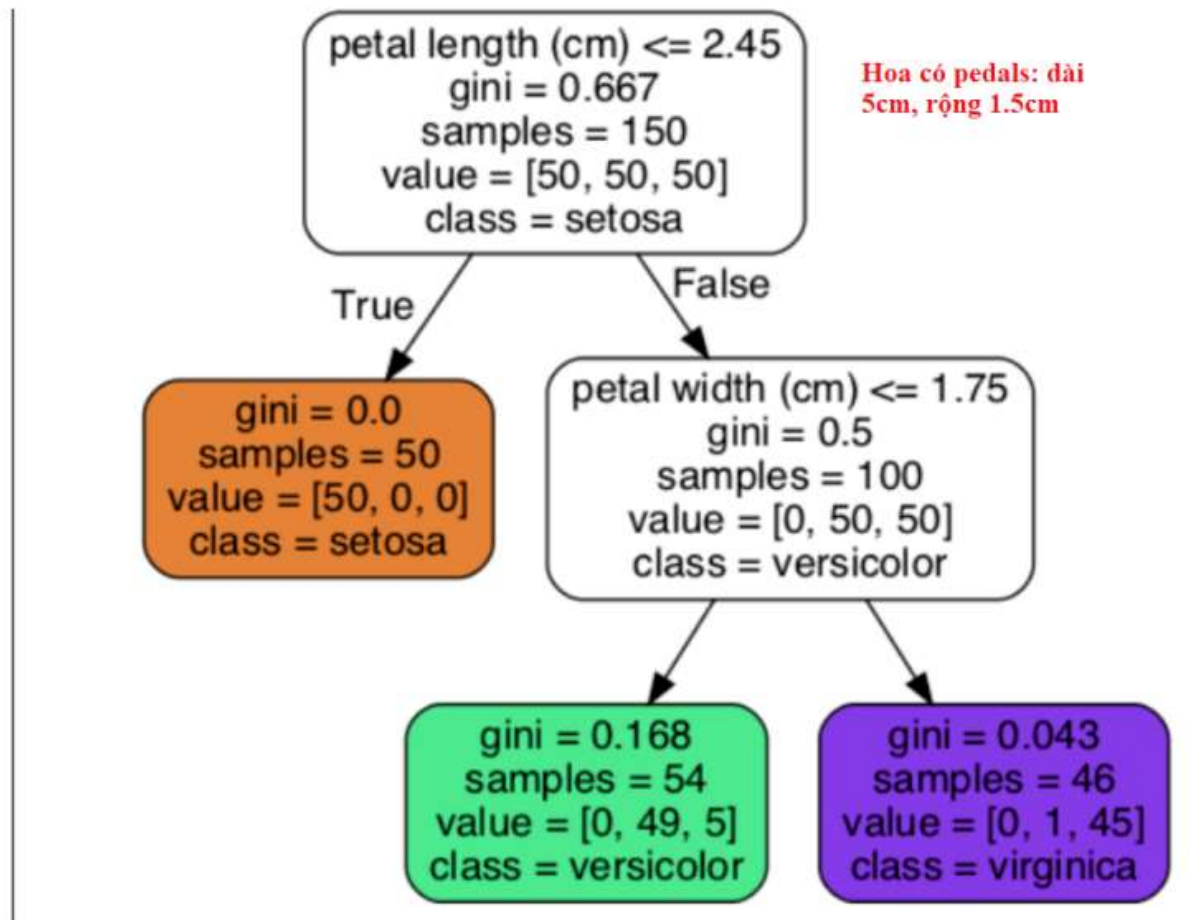 petal length (cm) <= 2.45
gini = 0.667
samples = 150
value = [50, 50, 50]
class = setosa
Hoa có pedals: dài
5cm, rộng 1.5cm
True
False
gini = 0.0
samples = 50
value = [50, 0, 0]
class = setosa
petal width (cm) <= 1.75
gini = 0.5
samples = 100
value = [0, 50, 50]
class = versicolor
gini = 0.168
samples = 54
value = [0, 49, 5]
class = versicolor
gini = 0.043
samples = 46
value = [0, 1, 45]
class = virginica